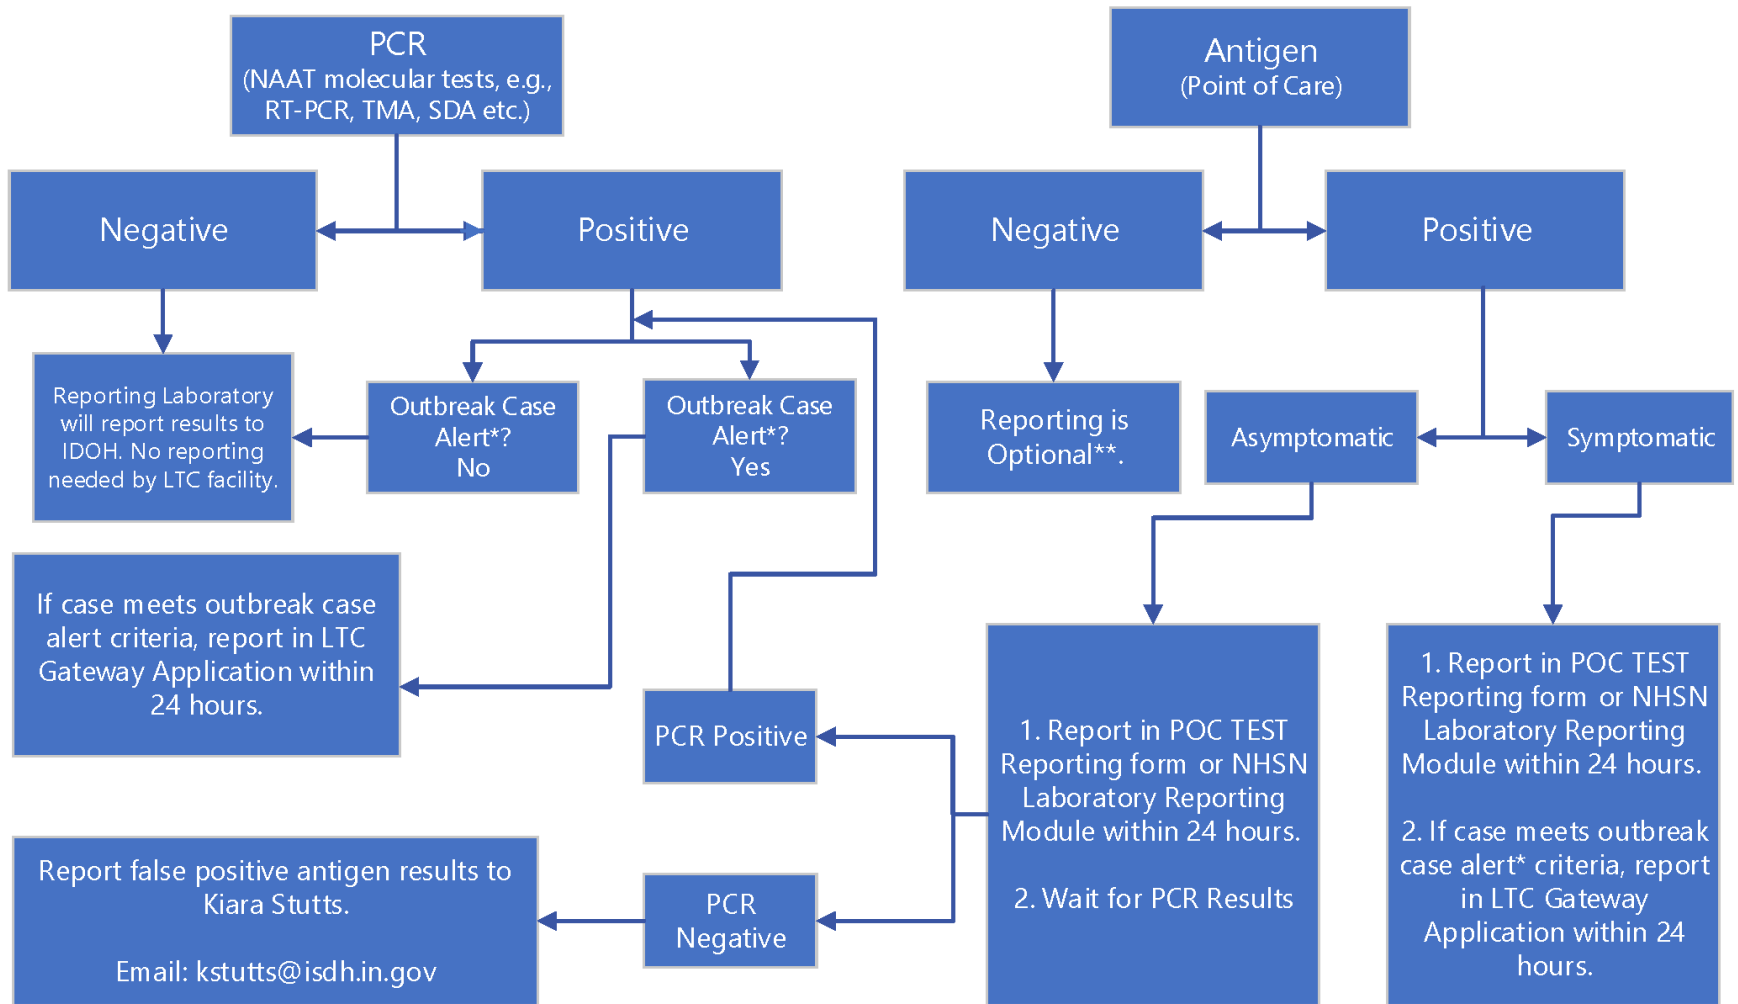 PCR
(NAAT molecular tests, e.g.,
RT-PCR, TMA, SDA etc.)
Antigen
(Point of Care)
Negative
Positive
Negative
Positive
Reporting Laboratory
will report results to
IDOH. No reporting
needed by LTC facility.
Outbreak Case
Alert*?
No
Outbreak Case
Alert*?
Yes
Reporting is
Optional**.
Asymptomatic
Symptomatic
If case meets outbreak case
alert criteria, report in LTC
Gateway Application within
24 hours.
PCR Positive
1. Report in POC TEST
Reporting form or NHSN
Laboratory Reporting
Module within 24 hours.
2. Wait for PCR Results
1. Report in POC TEST
Reporting form or NHSN
Laboratory Reporting
Module within 24 hours.
2. If case meets outbreak
case alert* criteria, report
in LTC Gateway
Application within 24
hours.
Report false positive antigen results to
Kiara Stutts.
Email: kstutts@isdh.in.gov
PCR
Negative